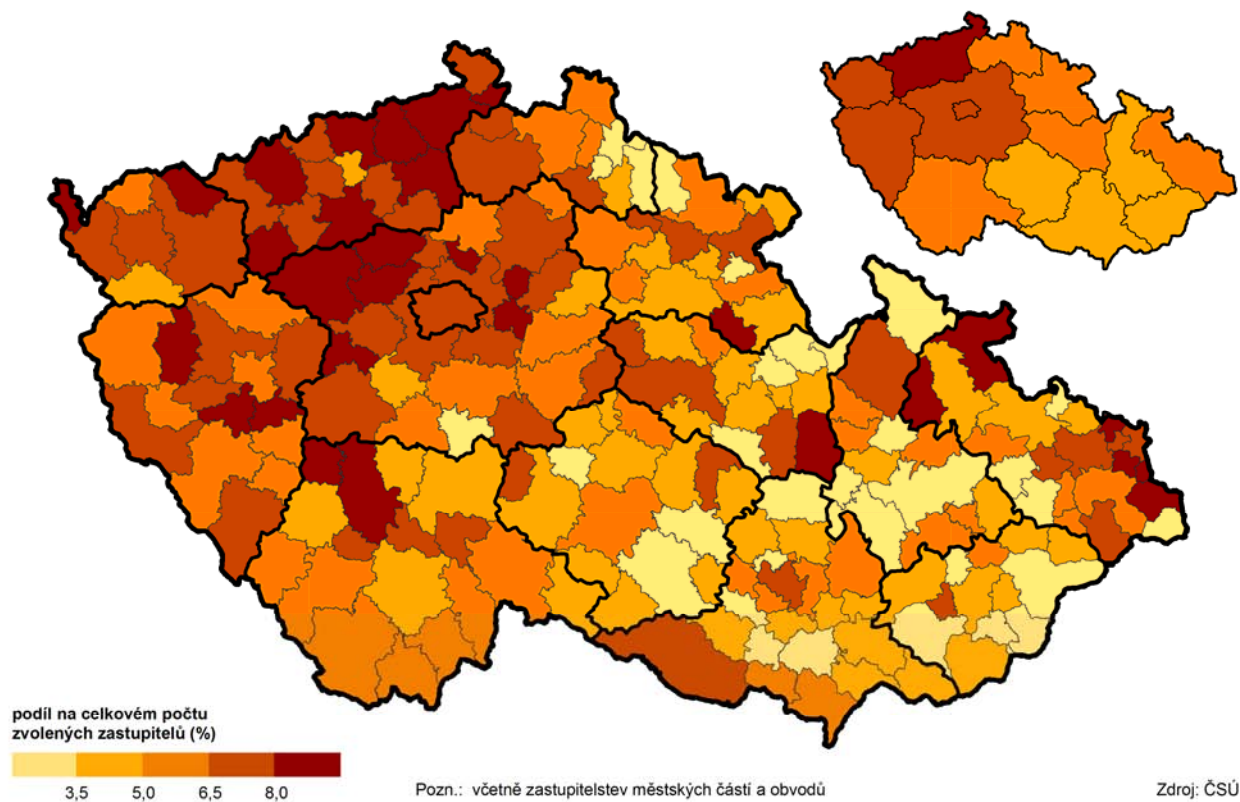 podíl na celkovém počtu
zvolených zastupitelů (%)
3,5 5,0 6,5 8,0
Pozn.: včetně zastupitelstev městských částí a obvodů
Zdroj: ČSÚ